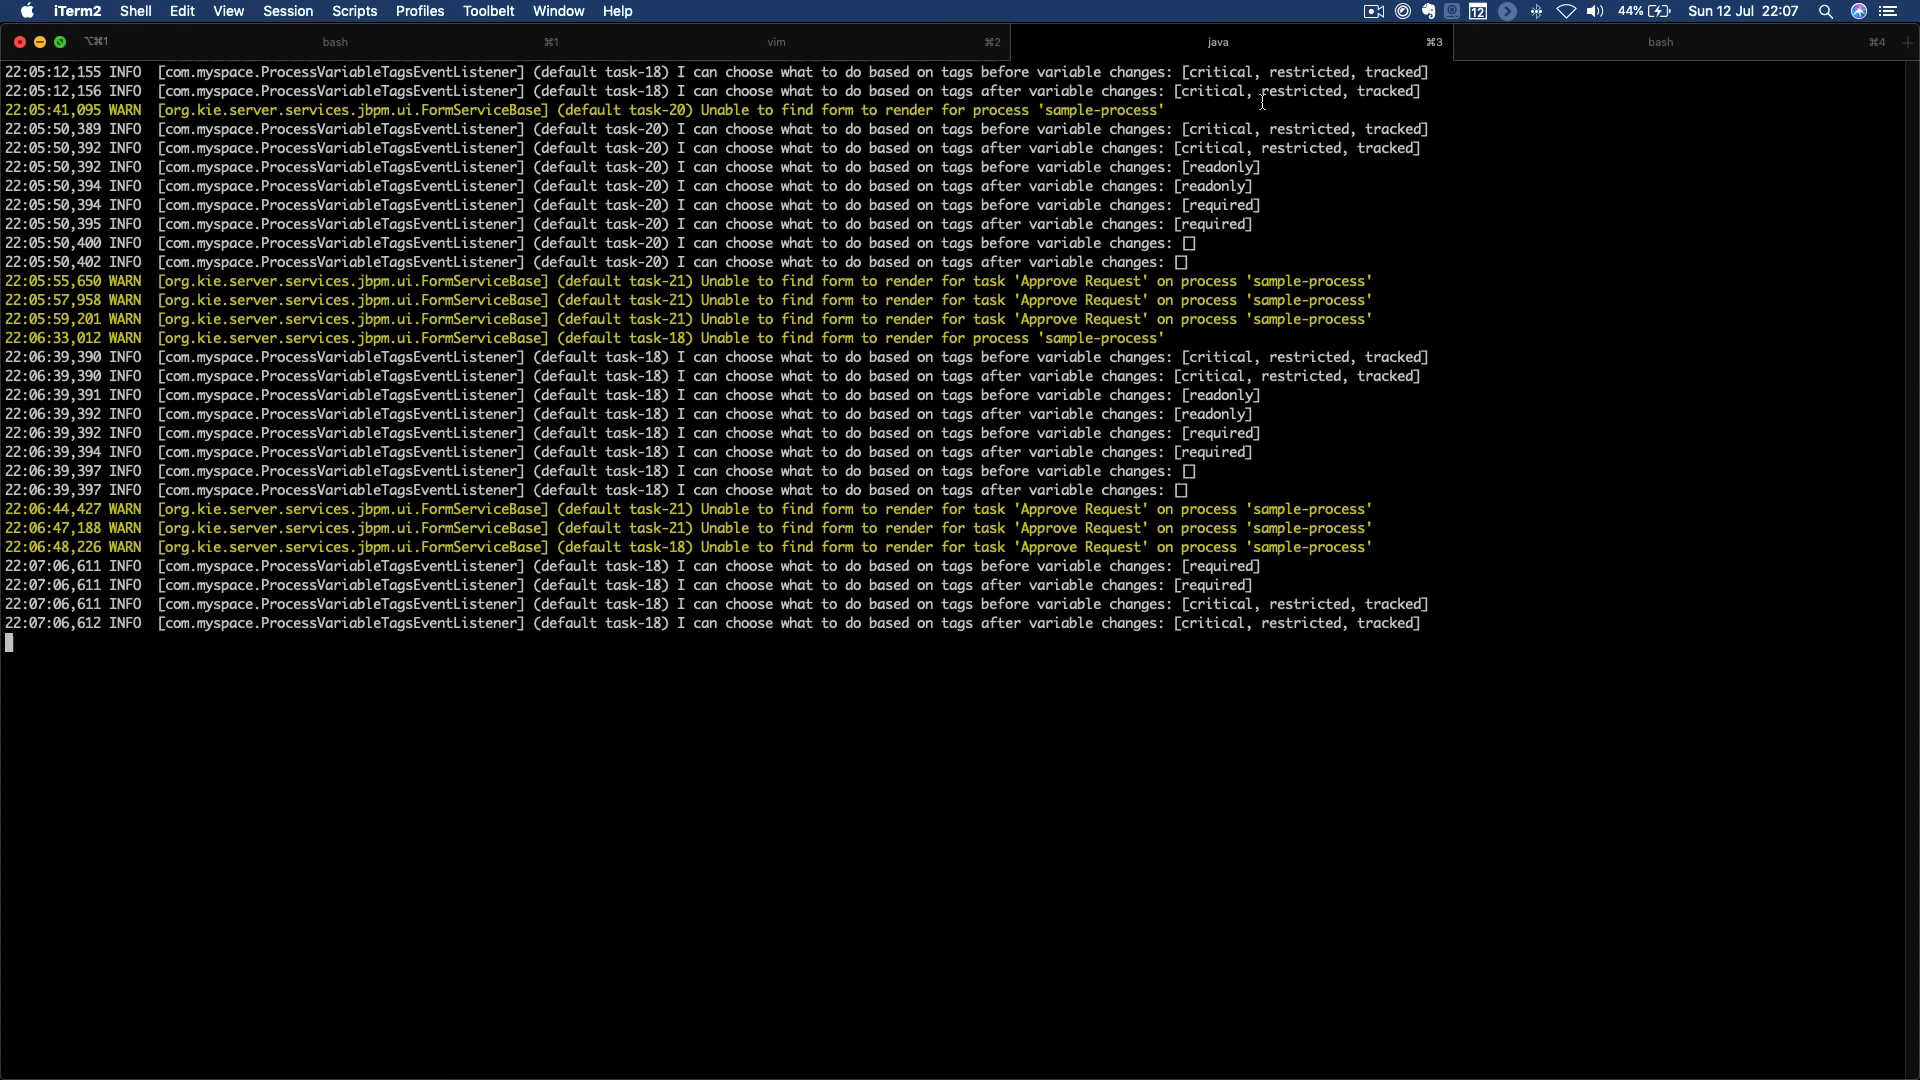 iTerm2 Shell Edit View Session Scripts Profiles Toolbelt Window Help 12 44% Sun 12 Jul 22:07
⌥⌘1 bash ⌘1 vim ⌘2 java ⌘3 bash ⌘4
22:05:12,155 INFO  [com.myspace.ProcessVariableTagsEventListener] (default task-18) I can choose what to do based on tags before variable changes: [critical, restricted, tracked]
22:05:12,156 INFO  [com.myspace.ProcessVariableTagsEventListener] (default task-18) I can choose what to do based on tags after variable changes: [critical, restricted, tracked]
22:05:41,095 WARN  [org.kie.server.services.jbpm.ui.FormServiceBase] (default task-20) Unable to find form to render for process 'sample-process'
22:05:50,389 INFO  [com.myspace.ProcessVariableTagsEventListener] (default task-20) I can choose what to do based on tags before variable changes: [critical, restricted, tracked]
22:05:50,392 INFO  [com.myspace.ProcessVariableTagsEventListener] (default task-20) I can choose what to do based on tags after variable changes: [critical, restricted, tracked]
22:05:50,392 INFO  [com.myspace.ProcessVariableTagsEventListener] (default task-20) I can choose what to do based on tags before variable changes: [readonly]
22:05:50,394 INFO  [com.myspace.ProcessVariableTagsEventListener] (default task-20) I can choose what to do based on tags after variable changes: [readonly]
22:05:50,394 INFO  [com.myspace.ProcessVariableTagsEventListener] (default task-20) I can choose what to do based on tags before variable changes: [required]
22:05:50,395 INFO  [com.myspace.ProcessVariableTagsEventListener] (default task-20) I can choose what to do based on tags after variable changes: [required]
22:05:50,400 INFO  [com.myspace.ProcessVariableTagsEventListener] (default task-20) I can choose what to do based on tags before variable changes: []
22:05:50,402 INFO  [com.myspace.ProcessVariableTagsEventListener] (default task-20) I can choose what to do based on tags after variable changes: []
22:05:55,650 WARN  [org.kie.server.services.jbpm.ui.FormServiceBase] (default task-21) Unable to find form to render for task 'Approve Request' on process 'sample-process'
22:05:57,958 WARN  [org.kie.server.services.jbpm.ui.FormServiceBase] (default task-21) Unable to find form to render for task 'Approve Request' on process 'sample-process'
22:05:59,201 WARN  [org.kie.server.services.jbpm.ui.FormServiceBase] (default task-21) Unable to find form to render for task 'Approve Request' on process 'sample-process'
22:06:33,012 WARN  [org.kie.server.services.jbpm.ui.FormServiceBase] (default task-18) Unable to find form to render for process 'sample-process'
22:06:39,390 INFO  [com.myspace.ProcessVariableTagsEventListener] (default task-18) I can choose what to do based on tags before variable changes: [critical, restricted, tracked]
22:06:39,390 INFO  [com.myspace.ProcessVariableTagsEventListener] (default task-18) I can choose what to do based on tags after variable changes: [critical, restricted, tracked]
22:06:39,391 INFO  [com.myspace.ProcessVariableTagsEventListener] (default task-18) I can choose what to do based on tags before variable changes: [readonly]
22:06:39,392 INFO  [com.myspace.ProcessVariableTagsEventListener] (default task-18) I can choose what to do based on tags after variable changes: [readonly]
22:06:39,392 INFO  [com.myspace.ProcessVariableTagsEventListener] (default task-18) I can choose what to do based on tags before variable changes: [required]
22:06:39,394 INFO  [com.myspace.ProcessVariableTagsEventListener] (default task-18) I can choose what to do based on tags after variable changes: [required]
22:06:39,397 INFO  [com.myspace.ProcessVariableTagsEventListener] (default task-18) I can choose what to do based on tags before variable changes: []
22:06:39,397 INFO  [com.myspace.ProcessVariableTagsEventListener] (default task-18) I can choose what to do based on tags after variable changes: []
22:06:44,427 WARN  [org.kie.server.services.jbpm.ui.FormServiceBase] (default task-21) Unable to find form to render for task 'Approve Request' on process 'sample-process'
22:06:47,188 WARN  [org.kie.server.services.jbpm.ui.FormServiceBase] (default task-21) Unable to find form to render for task 'Approve Request' on process 'sample-process'
22:06:48,226 WARN  [org.kie.server.services.jbpm.ui.FormServiceBase] (default task-18) Unable to find form to render for task 'Approve Request' on process 'sample-process'
22:07:06,611 INFO  [com.myspace.ProcessVariableTagsEventListener] (default task-18) I can choose what to do based on tags before variable changes: [required]
22:07:06,611 INFO  [com.myspace.ProcessVariableTagsEventListener] (default task-18) I can choose what to do based on tags after variable changes: [required]
22:07:06,611 INFO  [com.myspace.ProcessVariableTagsEventListener] (default task-18) I can choose what to do based on tags before variable changes: [critical, restricted, tracked]
22:07:06,612 INFO  [com.myspace.ProcessVariableTagsEventListener] (default task-18) I can choose what to do based on tags after variable changes: [critical, restricted, tracked]